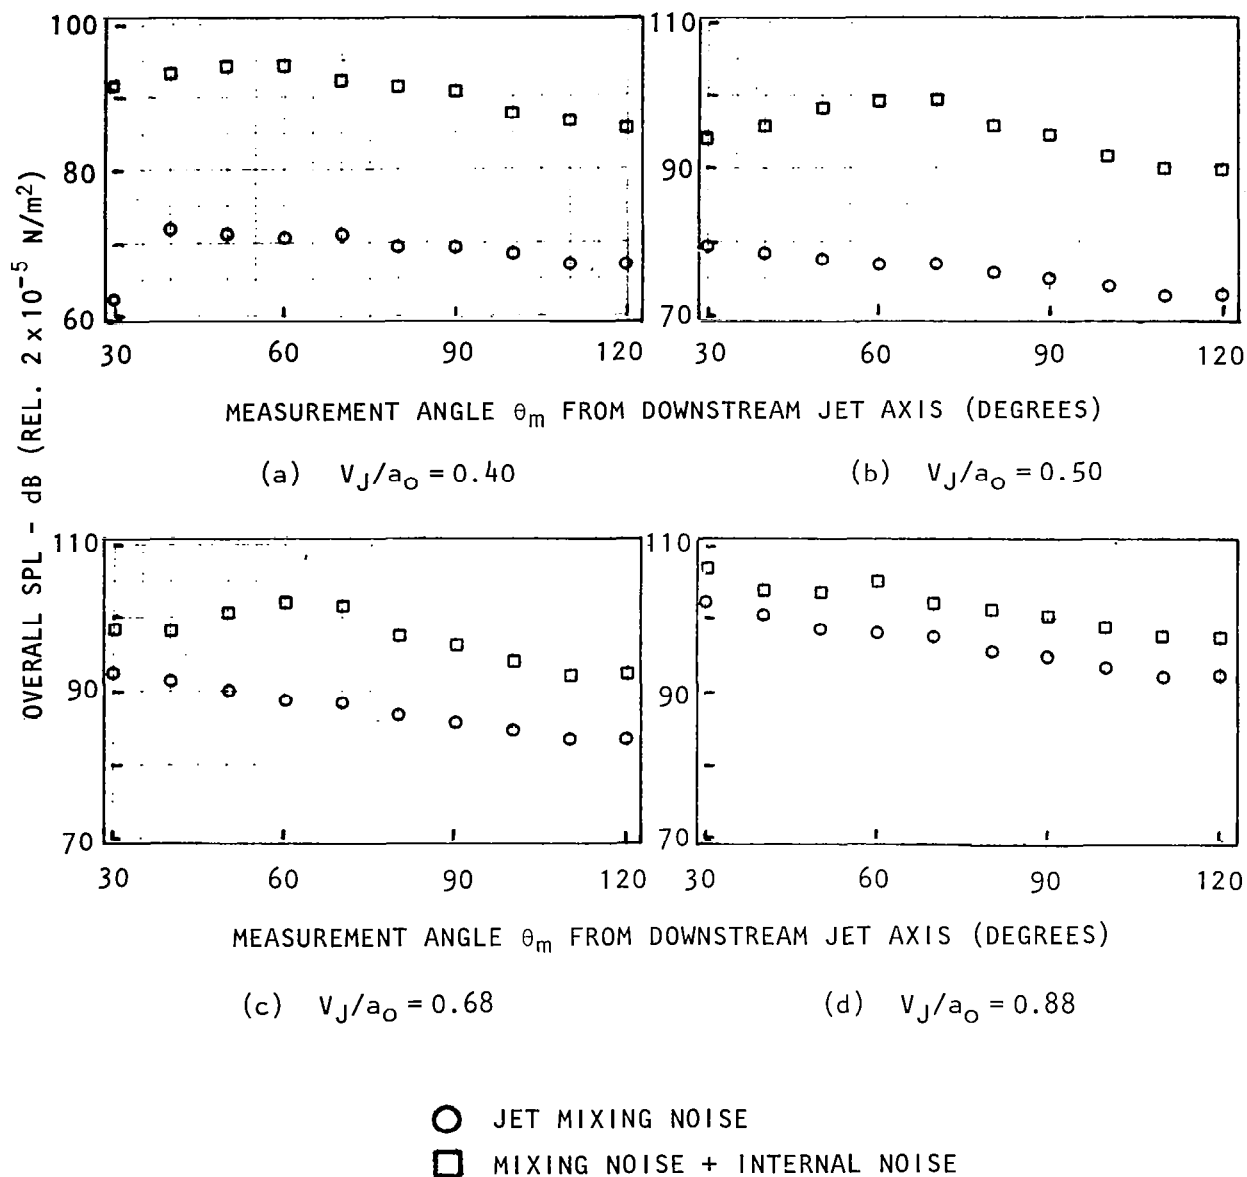 OVERALL SPL - dB (REL. 2 x 10⁻⁵ N/m²)
100
80
60
30 60 90 120
110
90
70
30 60 90 120
MEASUREMENT ANGLE θm FROM DOWNSTREAM JET AXIS (DEGREES)
(a) VJ/ao = 0.40
(b) VJ/ao = 0.50
110
90
70
30 60 90 120
110
90
70
30 60 90 120
MEASUREMENT ANGLE θm FROM DOWNSTREAM JET AXIS (DEGREES)
(c) VJ/ao = 0.68
(d) VJ/ao = 0.88
JET MIXING NOISE
MIXING NOISE + INTERNAL NOISE